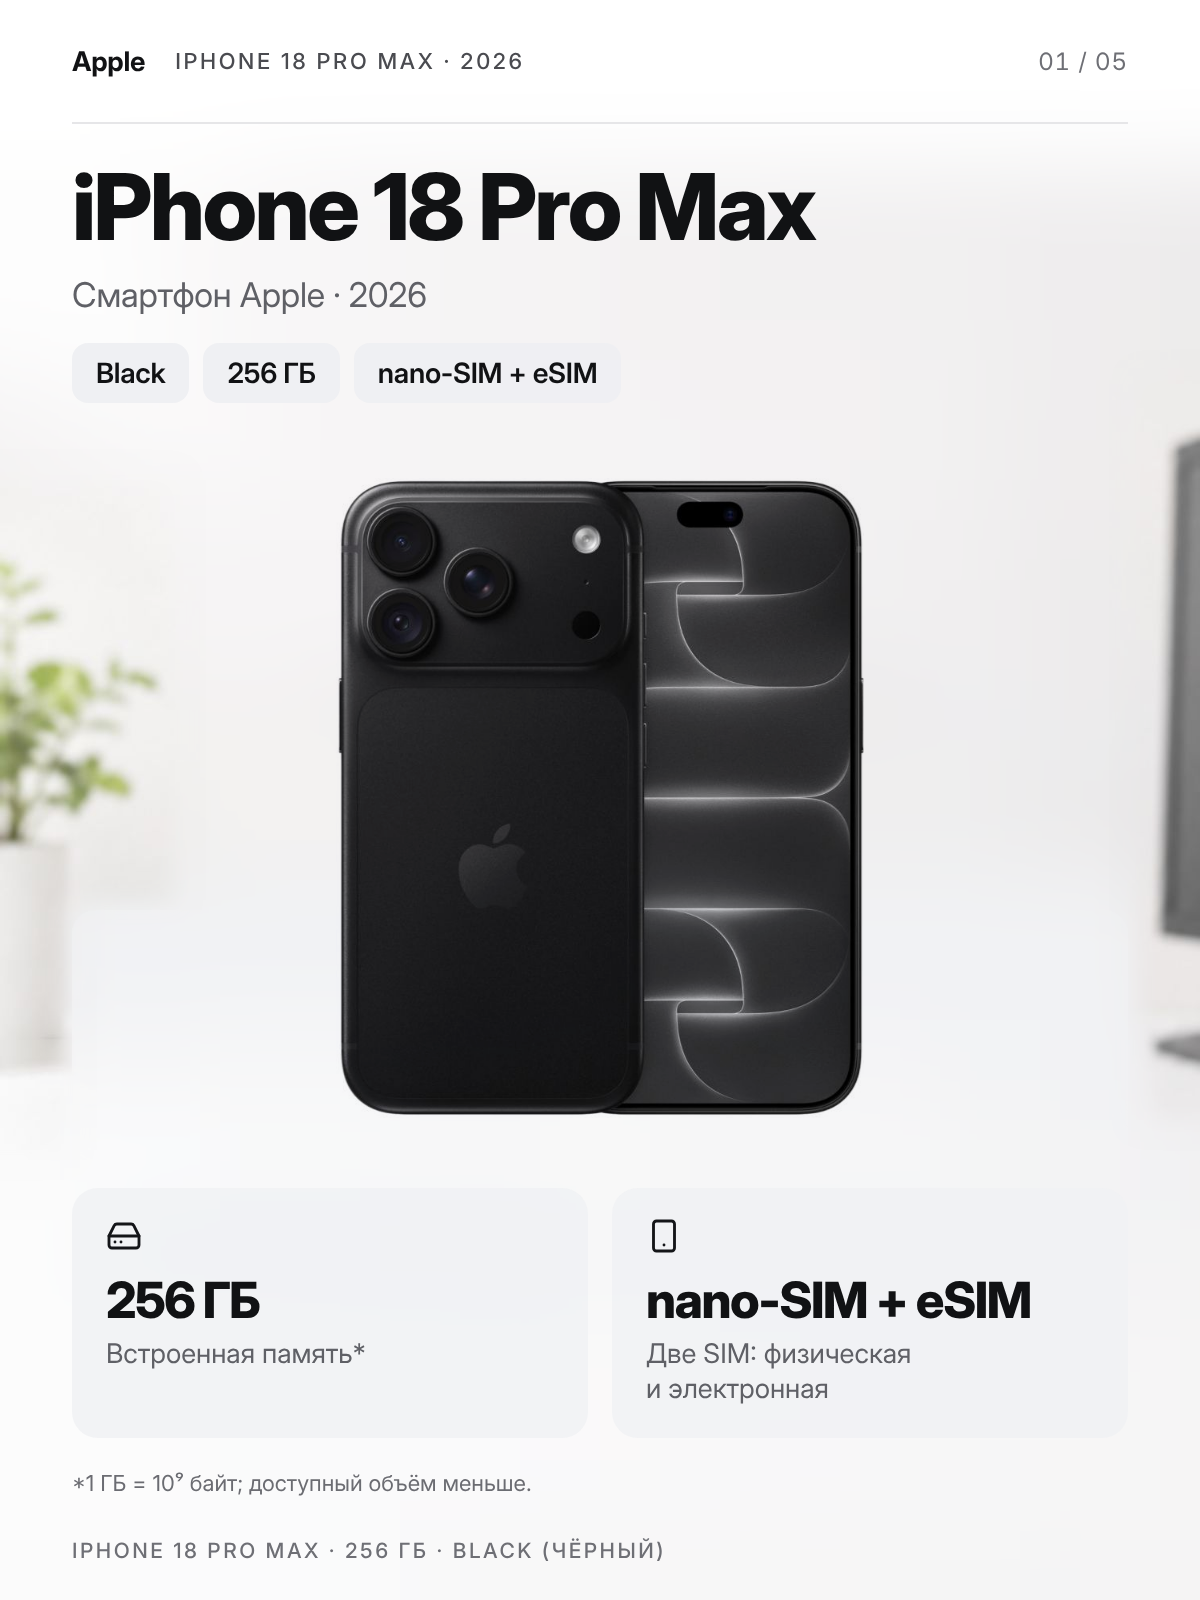 Apple IPHONE 18 PRO MAX · 2026 01 / 05
iPhone 18 Pro Max
Смартфон Apple · 2026
Black 256 ГБ nano-SIM + eSIM
256 ГБ
Встроенная память*
nano-SIM + eSIM
Две SIM: физическая
и электронная
*1 ГБ = 10⁹ байт; доступный объём меньше.
IPHONE 18 PRO MAX · 256 ГБ · BLACK (ЧЁРНЫЙ)